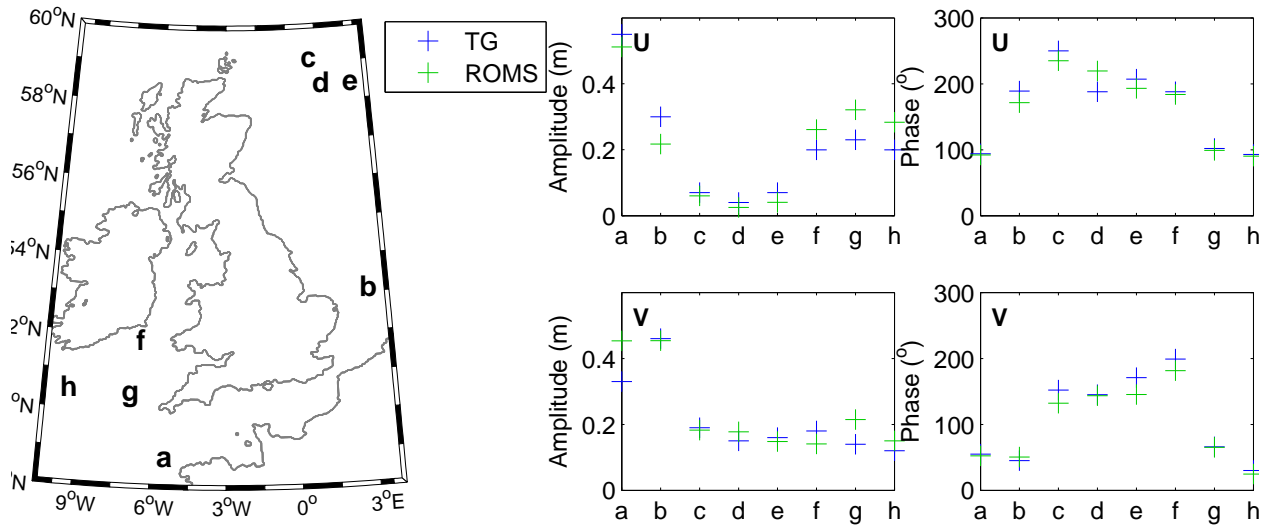 60°N
58°N
56°N
54°N
2°N
°N
°N
9°W
6°W
3°W
0°
3°E
c
d
e
b
f
g
h
a
TG
ROMS
U
Amplitude (m)
0.4
0.2
0
a b c d e f g h
U
Phase (°)
300
200
100
0
a b c d e f g h
V
Amplitude (m)
0.4
0.2
0
a b c d e f g h
V
Phase (°)
300
200
100
0
a b c d e f g h